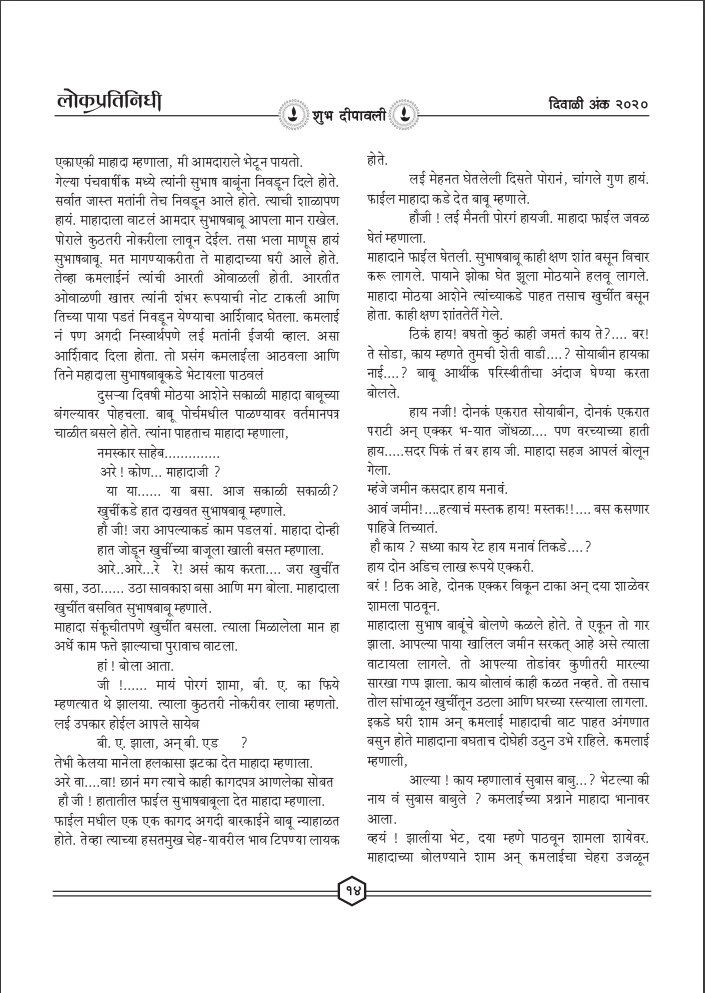 लोकप्रतिनिधी
शुभ दीपावली
दिवाळी अंक २०२०
एकाएकी माहादा म्हणाला, मी आमदाराले भेटून पायतो.
गेल्या पंचवार्षीक मध्ये त्यांनी सुभाष बाबूंना निवडून दिले होते.
सर्वात जास्त मतांनी तेच निवडून आले होते. त्याची शाळापण
हायं. माहादाला वाटलं आमदार सुभाषबाबू आपला मान राखेल.
पोराले कुठतरी नोकरीला लावून देईल. तसा भला माणूस हायं
सुभाषबाबू. मत मागण्याकरीता ते माहादाच्या घरी आले होते.
तेव्हा कमलाईनं त्यांची आरती ओवाळली होती. आरतीत
ओवाळणी खात्तर त्यांनी शंभर रूपयाची नोट टाकली आणि
तिच्या पाया पडतं निवडून येण्याचा आर्शिवाद घेतला. कमलाई
नं पण अगदी निस्वार्थपणे लई मतांनी ईजयी व्हाल. असा
आर्शिवाद दिला होता. तो प्रसंग कमलाईला आठवला आणि
तिने महादाला सुभाषबाबूकडे भेटायला पाठवलं
दुसऱ्या दिवषी मोठया आशेने सकाळी माहादा बाबूच्या
बंगल्यावर पोहचला. बाबू पोर्चमधील पाळण्यावर वर्तमानपत्र
चाळीत बसले होते. त्यांना पाहताच माहादा म्हणाला,
नमस्कार साहेब..............
अरे ! कोण... माहादाजी ?
या या...... या बसा. आज सकाळी सकाळी?
खुर्चीकडे हात दाखवत सुभाषबाबू म्हणाले.
हौ जी! जरा आपल्याकडं काम पडलयां. माहादा दोन्ही
हात जोडून खुर्चीच्या बाजूला खाली बसत म्हणाला.
आरे..आरे...रे रे! असं काय करता.... जरा खुर्चीत
बसा, उठा...... उठा सावकाश बसा आणि मग बोला. माहादाला
खुर्चीत बसवित सुभाषबाबू म्हणाले.
माहादा संकूचीतपणे खुर्चीत बसला. त्याला मिळालेला मान हा
अर्धे काम फत्ते झाल्याचा पुरावाच वाटला.
हां ! बोला आता.
जी !...... मायं पोरगं शामा, बी. ए. का फिये
म्हणत्यात थे झालया. त्याला कुठतरी नोकरीवर लावा म्हणतो.
लई उपकार होईल आपले सायेब
बी. ए. झाला, अन् बी. एड ?
तेभी केलया मानेला हलकासा झटका देत माहादा म्हणाला.
अरे वा....वा! छानं मग त्याचे काही कागदपत्र आणलेका सोबत
हौ जी ! हातातील फाईल सुभाषबाबूला देत माहादा म्हणाला.
फाईल मधील एक एक कागद अगदी बारकाईने बाबू न्याहाळत
होते. तेव्हा त्याच्या हसतमुख चेह-यावरील भाव टिपण्या लायक
होते.
लई मेहनत घेतलेली दिसते पोरानं, चांगले गुण हायं.
फाईल माहादा कडे देत बाबू म्हणाले.
हौजी ! लई मैनती पोरगं हायजी. माहादा फाईल जवळ
घेतं म्हणाला.
माहादाने फाईल घेतली. सुभाषबाबू काही क्षण शांत बसून विचार
करू लागले. पायाने झोका घेत झूला मोठयाने हलवू लागले.
माहादा मोठया आशेने त्यांच्याकडे पाहत तसाच खुर्चीत बसून
होता. काही क्षण शांततेर्ते गेले.
ठिकं हाय! बघतो कुठं काही जमतं काय ते?.... बर!
ते सोडा, काय म्हणते तुमची शेती वाडी....? सोयाबीन हायका
नाई....? बाबू आर्थीक परिस्थीतीचा अंदाज घेण्या करता
बोलले.
हाय नजी! दोनकं एकरात सोयाबीन, दोनकं एकरात
पराटी अन् एक्कर भ-यात जोंधळा.... पण वरच्याच्या हाती
हाय.....सदर पिकं तं बर हाय जी. माहादा सहज आपलं बोलून
गेला.
म्हंजे जमीन कसदार हाय मनावं.
आवं जमीन!....हत्याचं मस्तक हाय! मस्तक!!.... बस कसणार
पाहिजे तिच्यातं.
हौ काय ? सध्या काय रेट हाय मनावं तिकडे....?
हाय दोन अडिच लाख रूपये एक्करी.
बरं ! ठिक आहे, दोनक एक्कर विकून टाका अन् दया शाळेवर
शामला पाठवून.
माहादाला सुभाष बाबूंचे बोलणे कळले होते. ते एकून तो गार
झाला. आपल्या पाया खालिल जमीन सरकत् आहे असे त्याला
वाटायला लागले. तो आपल्या तोडांवर कुणीतरी मारल्या
सारखा गप्प झाला. काय बोलावं काही कळत नव्हते. तो तसाच
तोल सांभाळून खुर्चीतून उठला आणि घरच्या रस्त्याला लागला.
इकडे घरी शाम अन् कमलाई माहादाची वाट पाहत अंगणात
बसुन होते माहादाना बघताच दोघेही उठुन उभे राहिले. कमलाई
म्हणाली,
आल्या ! काय म्हणालावं सुबास बाबु...? भेटल्या की
नाय वं सुबास बाबुले ? कमलाईच्या प्रश्नाने माहादा भानावर
आला.
व्हयं ! झालीया भेट, दया म्हणे पाठवून शामला शायेवर.
माहादाच्या बोलण्याने शाम अन् कमलाईचा चेहरा उजळून
१४